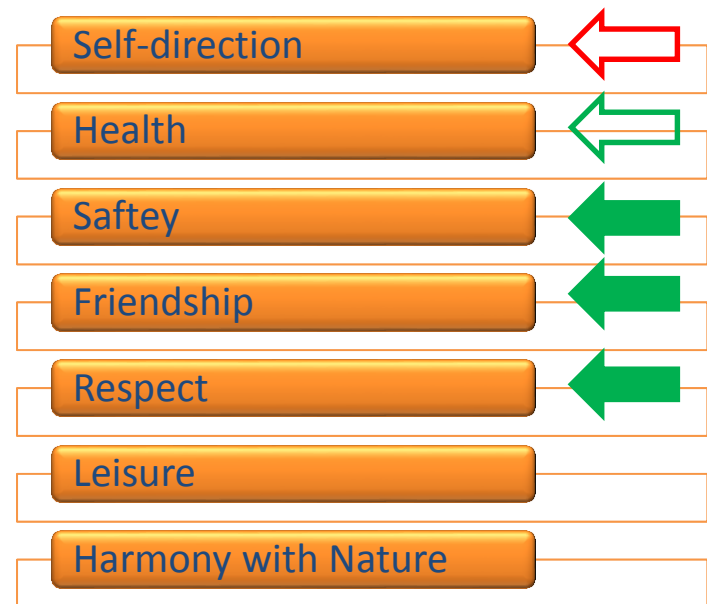 Self-direction
Health
Saftey
Friendship
Respect
Leisure
Harmony with Nature